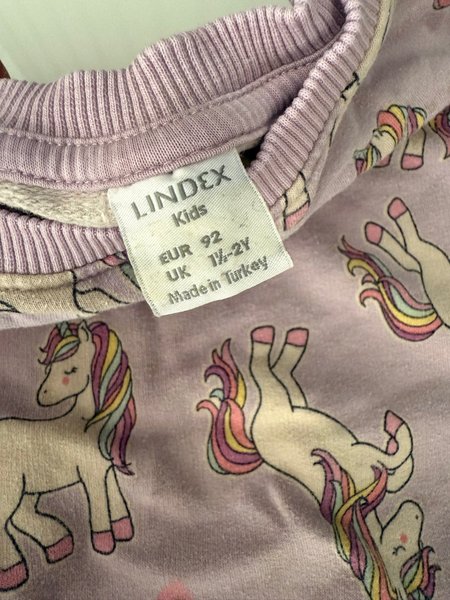 LINDEX
Kids
EUR 92
UK 1½-2Y
Made in Turkey